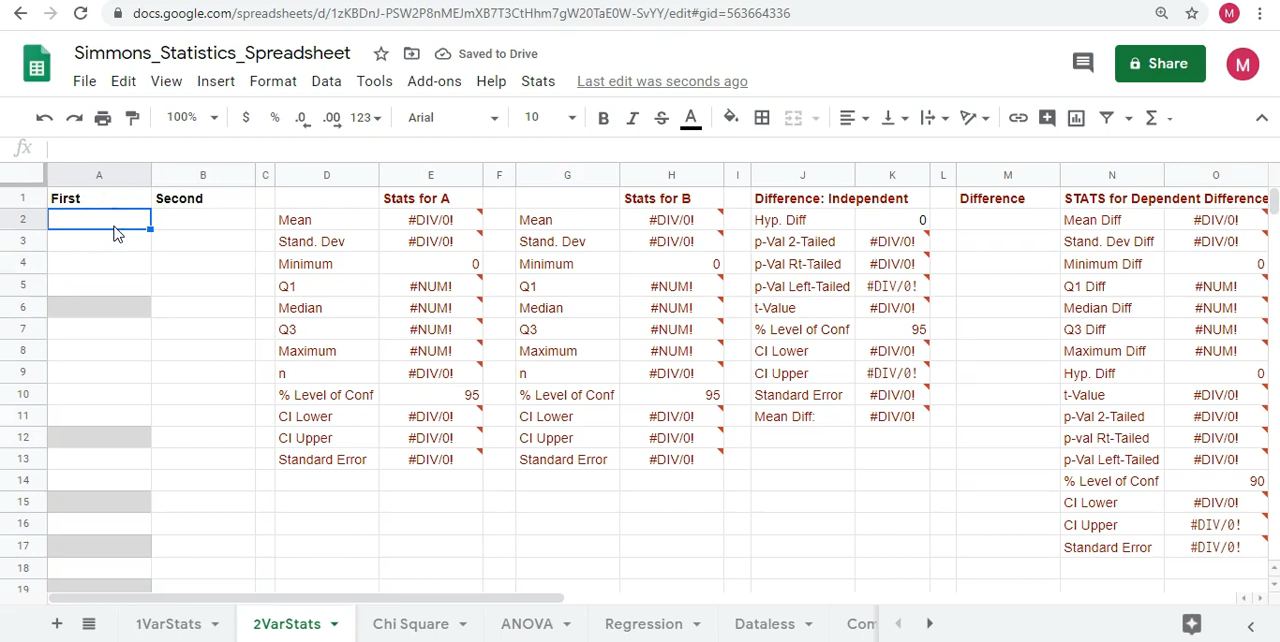 docs.google.com/spreadsheets/d/1zKBDnJ-PSW2P8nMEJmXB7T3CtHhm7gW20TaE0W-SvYY/edit#gid=563664336 M
Simmons_Statistics_Spreadsheet Saved to Drive
File Edit View Insert Format Data Tools Add-ons Help Stats Last edit was seconds ago Share M
100% $ % .0 .00 123 Arial 10 B I S A Σ
fx
A B C D E F G H I J K L M N O
1 First Second Stats for A Stats for B Difference: Independent Difference STATS for Dependent Difference
2 Mean #DIV/0! Mean #DIV/0! Hyp. Diff 0 Mean Diff #DIV/0!
3 Stand. Dev #DIV/0! Stand. Dev #DIV/0! p-Val 2-Tailed #DIV/0! Stand. Dev Diff #DIV/0!
4 Minimum 0 Minimum 0 p-Val Rt-Tailed #DIV/0! Minimum Diff 0
5 Q1 #NUM! Q1 #NUM! p-Val Left-Tailed #DIV/0! Q1 Diff #NUM!
6 Median #NUM! Median #NUM! t-Value #DIV/0! Median Diff #NUM!
7 Q3 #NUM! Q3 #NUM! % Level of Conf 95 Q3 Diff #NUM!
8 Maximum #NUM! Maximum #NUM! CI Lower #DIV/0! Maximum Diff #NUM!
9 n #DIV/0! n #DIV/0! CI Upper #DIV/0! Hyp. Diff 0
10 % Level of Conf 95 % Level of Conf 95 Standard Error #DIV/0! t-Value #DIV/0!
11 CI Lower #DIV/0! CI Lower #DIV/0! Mean Diff: #DIV/0! p-Val 2-Tailed #DIV/0!
12 CI Upper #DIV/0! CI Upper #DIV/0! p-val Rt-Tailed #DIV/0!
13 Standard Error #DIV/0! Standard Error #DIV/0! p-Val Left-Tailed #DIV/0!
14 % Level of Conf 90
15 CI Lower #DIV/0!
16 CI Upper #DIV/0!
17 Standard Error #DIV/0!
18
19
1VarStats 2VarStats Chi Square ANOVA Regression Dataless Com